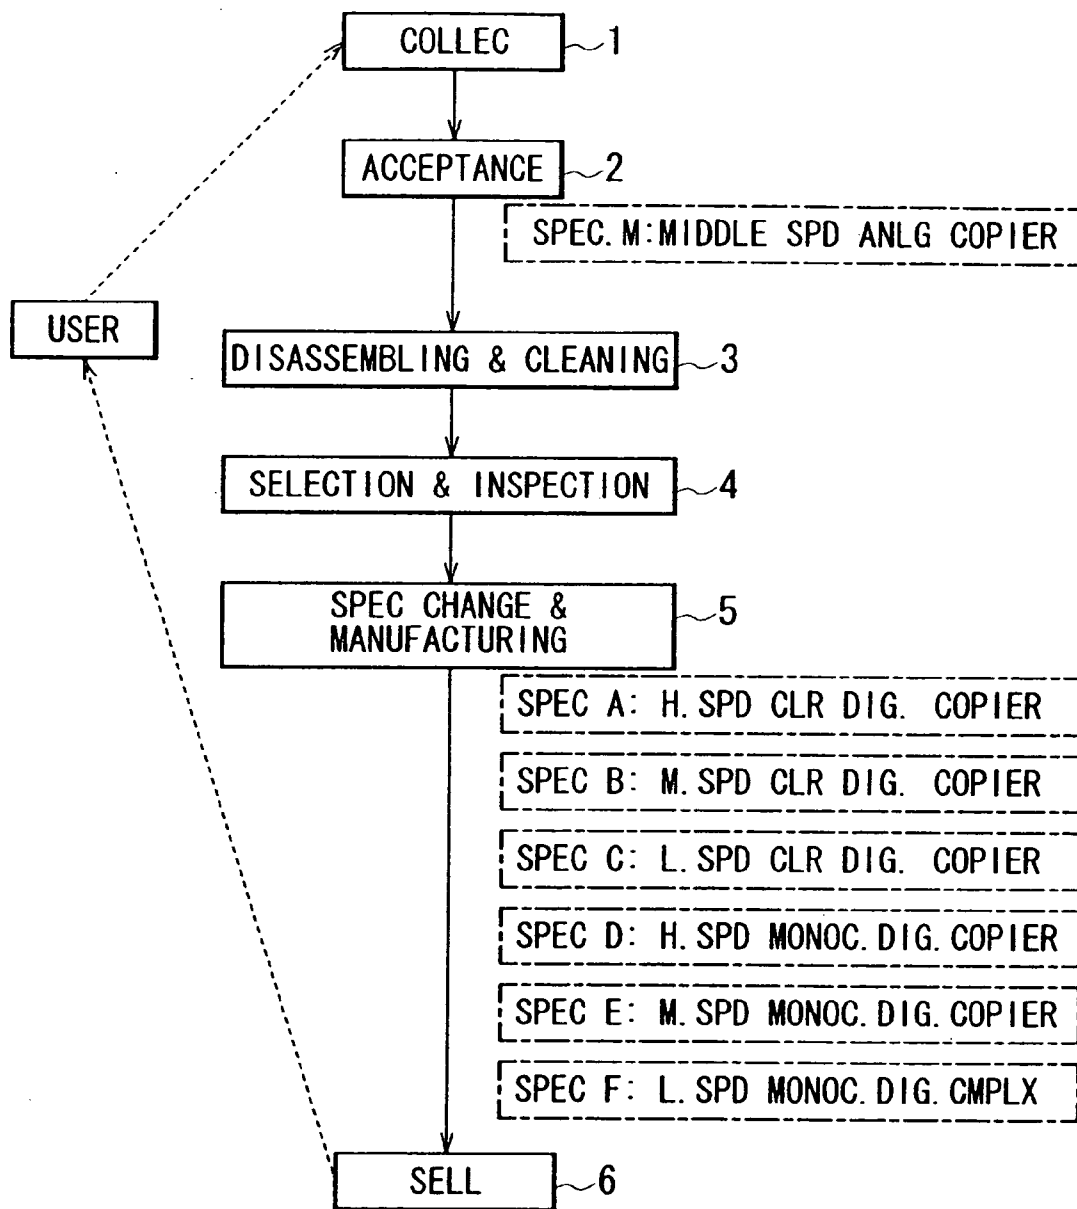 COLLEC
1
ACCEPTANCE
2
SPEC.M:MIDDLE SPD ANLG COPIER
USER
DISASSEMBLING & CLEANING
3
SELECTION & INSPECTION
4
SPEC CHANGE &
MANUFACTURING
5
SPEC A: H.SPD CLR DIG. COPIER
SPEC B: M.SPD CLR DIG. COPIER
SPEC C: L.SPD CLR DIG. COPIER
SPEC D: H.SPD MONOC.DIG.COPIER
SPEC E: M.SPD MONOC.DIG.COPIER
SPEC F: L.SPD MONOC.DIG.CMPLX
SELL
6